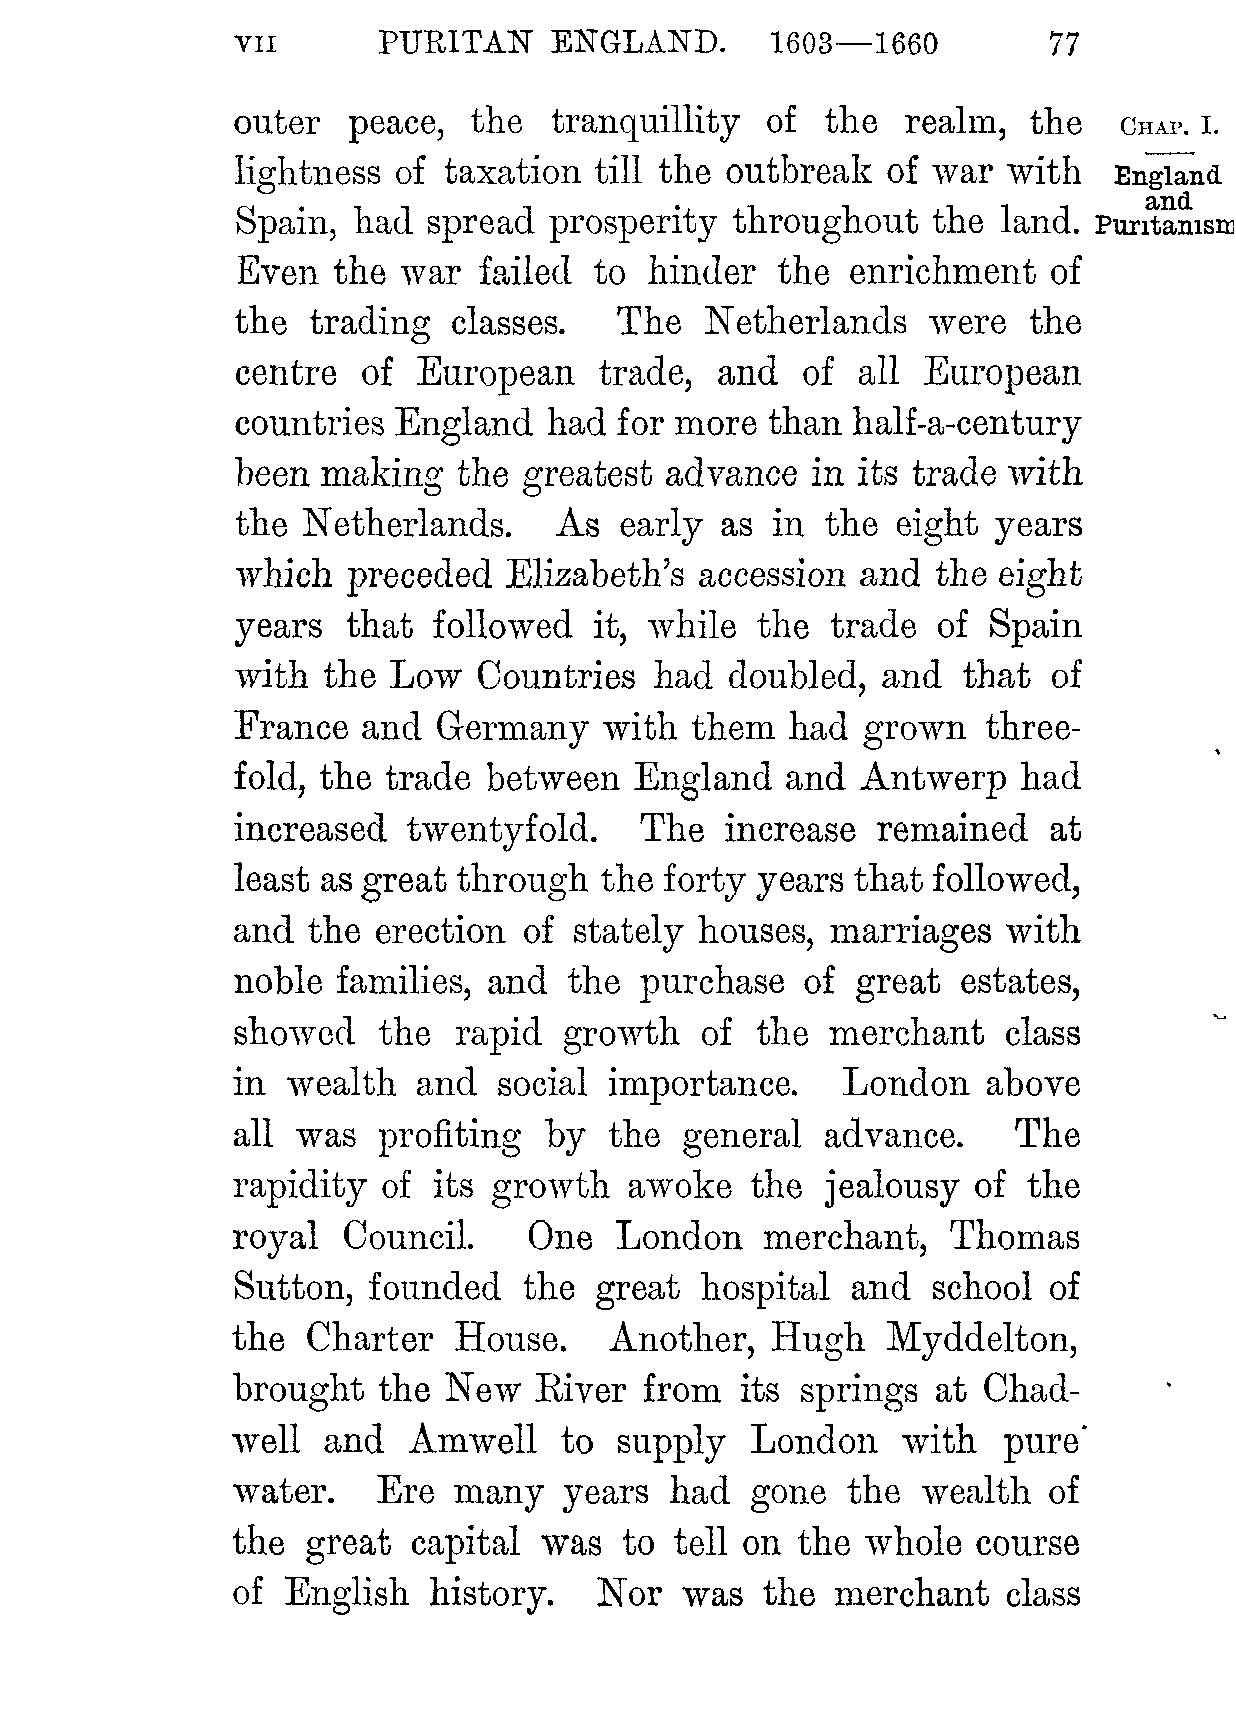 VII PURITAN ENGLAND. 1603—1660 77
CHAP. I.
England
and
Puritanism
outer peace, the tranquillity of the realm, the
lightness of taxation till the outbreak of war with
Spain, had spread prosperity throughout the land.
Even the war failed to hinder the enrichment of
the trading classes. The Netherlands were the
centre of European trade, and of all European
countries England had for more than half-a-century
been making the greatest advance in its trade with
the Netherlands. As early as in the eight years
which preceded Elizabeth's accession and the eight
years that followed it, while the trade of Spain
with the Low Countries had doubled, and that of
France and Germany with them had grown three-
fold, the trade between England and Antwerp had
increased twentyfold. The increase remained at
least as great through the forty years that followed,
and the erection of stately houses, marriages with
noble families, and the purchase of great estates,
showed the rapid growth of the merchant class
in wealth and social importance. London above
all was profiting by the general advance. The
rapidity of its growth awoke the jealousy of the
royal Council. One London merchant, Thomas
Sutton, founded the great hospital and school of
the Charter House. Another, Hugh Myddelton,
brought the New River from its springs at Chad-
well and Amwell to supply London with pure
water. Ere many years had gone the wealth of
the great capital was to tell on the whole course
of English history. Nor was the merchant class